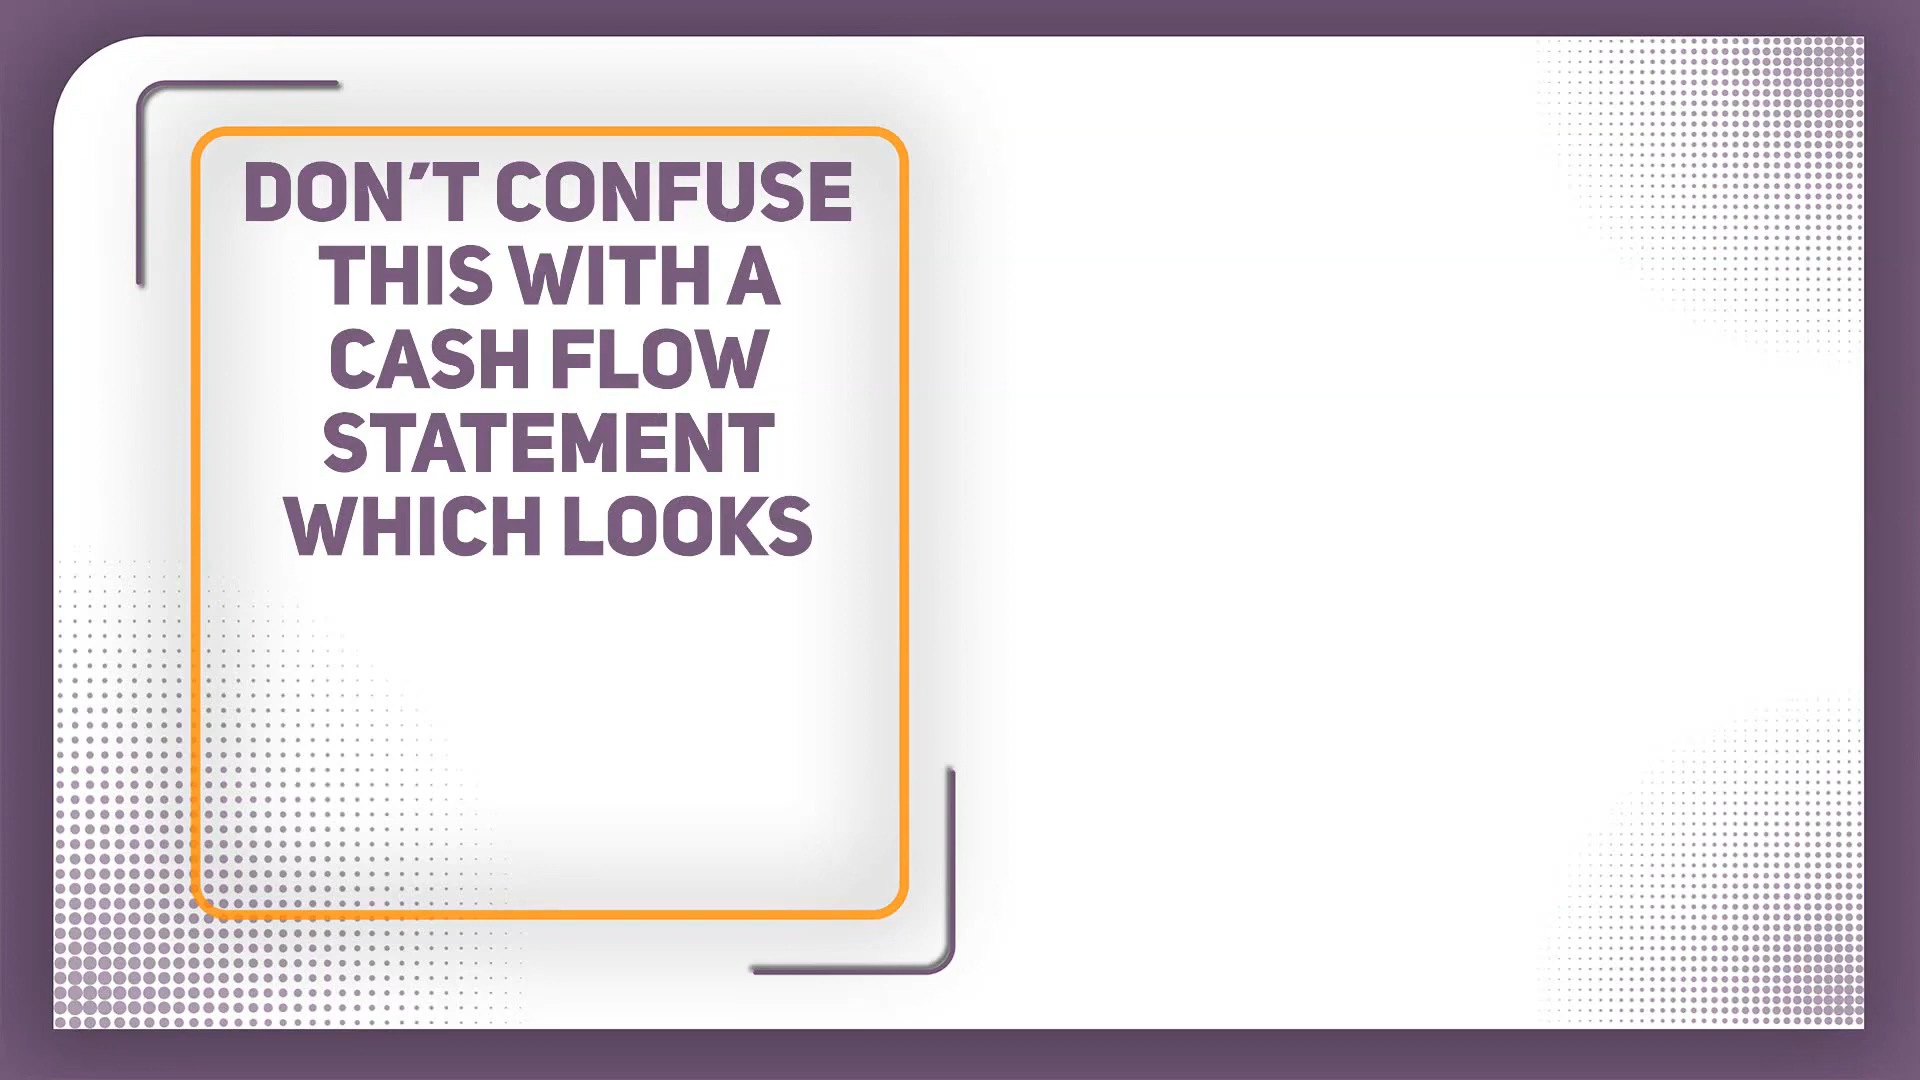 DON’T CONFUSE
THIS WITH A
CASH FLOW
STATEMENT
WHICH LOOKS